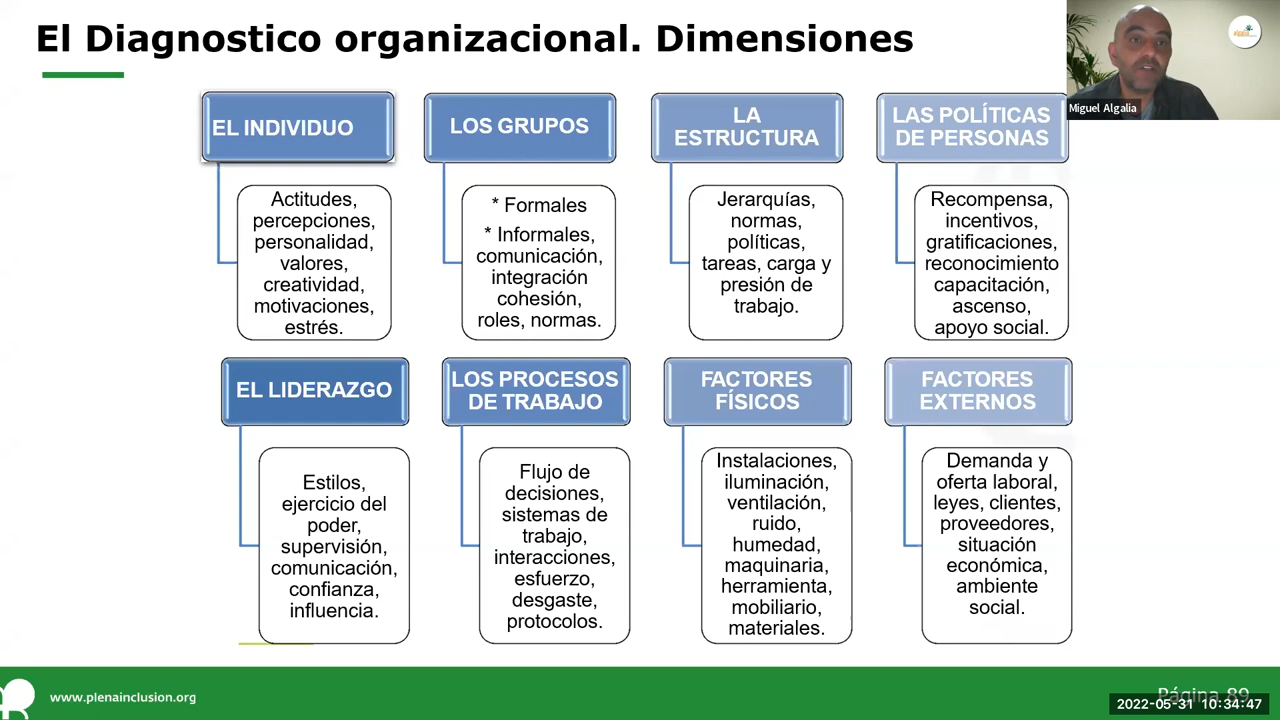 El Diagnostico organizacional. Dimensiones
Miguel Algalia
EL INDIVIDUO
Actitudes,
percepciones,
personalidad,
valores,
creatividad,
motivaciones,
estrés.
LOS GRUPOS
* Formales
* Informales,
comunicación,
integración
cohesión,
roles, normas.
LA
ESTRUCTURA
Jerarquías,
normas,
políticas,
tareas, carga y
presión de
trabajo.
LAS POLÍTICAS
DE PERSONAS
Recompensa,
incentivos,
gratificaciones,
reconocimiento
capacitación,
ascenso,
apoyo social.
EL LIDERAZGO
Estilos,
ejercicio del
poder,
supervisión,
comunicación,
confianza,
influencia.
LOS PROCESOS
DE TRABAJO
Flujo de
decisiones,
sistemas de
trabajo,
interacciones,
esfuerzo,
desgaste,
protocolos.
FACTORES
FÍSICOS
Instalaciones,
iluminación,
ventilación,
ruido,
humedad,
maquinaria,
herramienta,
mobiliario,
materiales.
FACTORES
EXTERNOS
Demanda y
oferta laboral,
leyes, clientes,
proveedores,
situación
económica,
ambiente
social.
www.plenainclusion.org
Página 89
2022-05-31 10:34:47